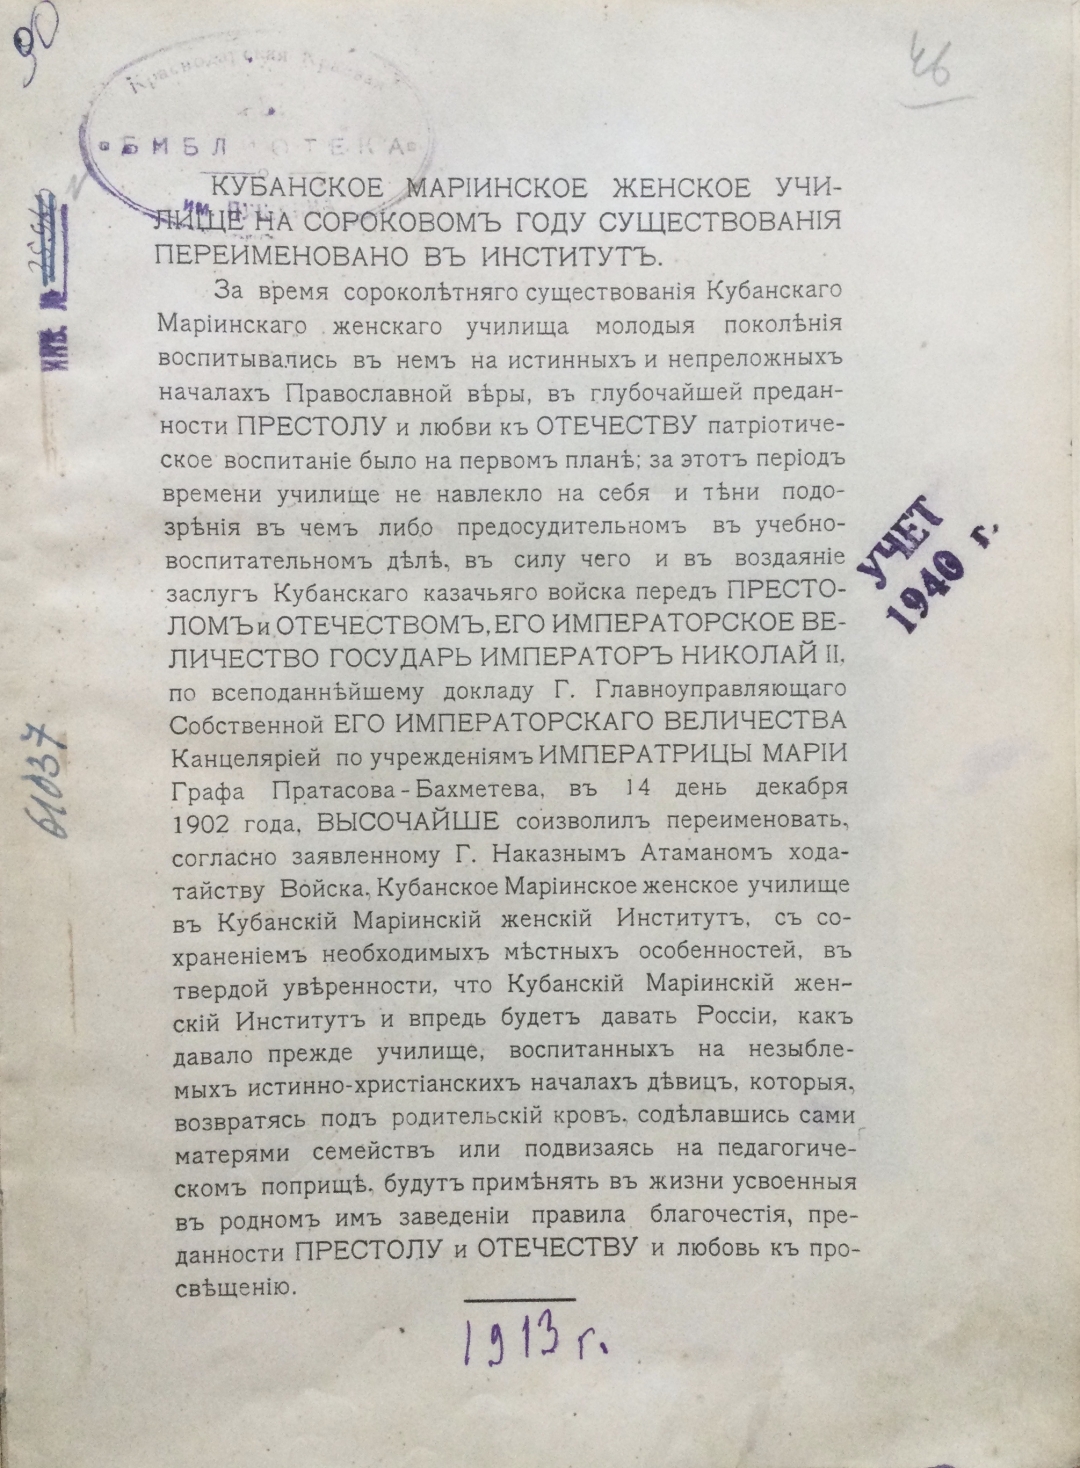 90
46
Краснодарская Краевая
БИБЛИОТЕКА
им.
ИНВ. №
КУБАНСКОЕ МАРІИНСКОЕ ЖЕНСКОЕ УЧИ-
ЛИЩЕ НА СОРОКОВОМЪ ГОДУ СУЩЕСТВОВАНІЯ
ПЕРЕИМЕНОВАНО ВЪ ИНСТИТУТЪ.
За время сороколѣтняго существованія Кубанскаго
Маріинскаго женскаго училища молодыя поколѣнія
воспитывались въ немъ на истинныхъ и непреложныхъ
началахъ Православной вѣры, въ глубочайшей предан-
ности ПРЕСТОЛУ и любви къ ОТЕЧЕСТВУ патріотиче-
ское воспитаніе было на первомъ планѣ; за этотъ періодъ
времени училище не навлекло на себя и тѣни подо-
зрѣнія въ чемъ либо предосудительномъ въ учебно-
воспитательномъ дѣлѣ, въ силу чего и въ воздаяніе
заслугъ Кубанскаго казачьяго войска передъ ПРЕСТО-
ЛОМЪ и ОТЕЧЕСТВОМЪ, ЕГО ИМПЕРАТОРСКОЕ ВЕ-
ЛИЧЕСТВО ГОСУДАРЬ ИМПЕРАТОРЪ НИКОЛАЙ II,
по всеподаннѣйшему докладу Г. Главноуправляющаго
Собственной ЕГО ИМПЕРАТОРСКАГО ВЕЛИЧЕСТВА
Канцеляріей по учрежденіямъ ИМПЕРАТРИЦЫ МАРІИ
Графа Пратасова-Бахметева, въ 14 день декабря
1902 года, ВЫСОЧАЙШЕ соизволилъ переименовать,
согласно заявленному Г. Наказнымъ Атаманомъ хода-
тайству Войска, Кубанское Маріинское женское училище
въ Кубанскій Маріинскій женскій Институтъ, съ со-
храненіемъ необходимыхъ мѣстныхъ особенностей, въ
твердой увѣренности, что Кубанскій Маріинскій жен-
скій Институтъ и впредь будетъ давать Россіи, какъ
давало прежде училище, воспитанныхъ на незыбле-
мыхъ истинно-христіанскихъ началахъ дѣвицъ, которыя,
возвратясь подъ родительскій кровъ, содѣлавшись сами
матерями семействъ или подвизаясь на педагогиче-
скомъ поприщѣ, будутъ примѣнять въ жизни усвоенныя
въ родномъ имъ заведеніи правила благочестія, пре-
данности ПРЕСТОЛУ и ОТЕЧЕСТВУ и любовь къ про-
свѣщенію.
УЧЕТ
1940 г.
61037
1913 г.